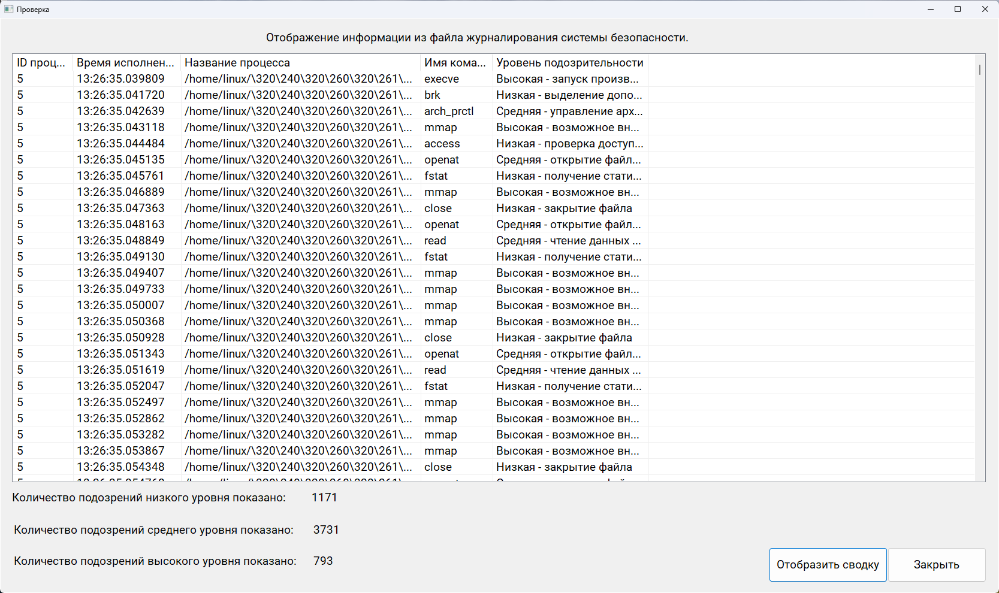 Проверка
Отображение информации из файла журналирования системы безопасности.
ID проц... Время исполнен... Название процесса Имя кома... Уровень подозрительности
5 13:26:35.039809 /home/linux/\320\240\320\260\320\261\... execve Высокая - запуск произв...
5 13:26:35.041720 /home/linux/\320\240\320\260\320\261\... brk Низкая - выделение допо...
5 13:26:35.042639 /home/linux/\320\240\320\260\320\261\... arch_prctl Средняя - управление арх...
5 13:26:35.043118 /home/linux/\320\240\320\260\320\261\... mmap Высокая - возможное вн...
5 13:26:35.044484 /home/linux/\320\240\320\260\320\261\... access Низкая - проверка доступ...
5 13:26:35.045135 /home/linux/\320\240\320\260\320\261\... openat Средняя - открытие файл...
5 13:26:35.045761 /home/linux/\320\240\320\260\320\261\... fstat Низкая - получение стати...
5 13:26:35.046889 /home/linux/\320\240\320\260\320\261\... mmap Высокая - возможное вн...
5 13:26:35.047363 /home/linux/\320\240\320\260\320\261\... close Низкая - закрытие файла
5 13:26:35.048163 /home/linux/\320\240\320\260\320\261\... openat Средняя - открытие файл...
5 13:26:35.048849 /home/linux/\320\240\320\260\320\261\... read Средняя - чтение данных ...
5 13:26:35.049130 /home/linux/\320\240\320\260\320\261\... fstat Низкая - получение стати...
5 13:26:35.049407 /home/linux/\320\240\320\260\320\261\... mmap Высокая - возможное вн...
5 13:26:35.049733 /home/linux/\320\240\320\260\320\261\... mmap Высокая - возможное вн...
5 13:26:35.050007 /home/linux/\320\240\320\260\320\261\... mmap Высокая - возможное вн...
5 13:26:35.050368 /home/linux/\320\240\320\260\320\261\... mmap Высокая - возможное вн...
5 13:26:35.050928 /home/linux/\320\240\320\260\320\261\... close Низкая - закрытие файла
5 13:26:35.051343 /home/linux/\320\240\320\260\320\261\... openat Средняя - открытие файл...
5 13:26:35.051619 /home/linux/\320\240\320\260\320\261\... read Средняя - чтение данных ...
5 13:26:35.052047 /home/linux/\320\240\320\260\320\261\... fstat Низкая - получение стати...
5 13:26:35.052497 /home/linux/\320\240\320\260\320\261\... mmap Высокая - возможное вн...
5 13:26:35.052862 /home/linux/\320\240\320\260\320\261\... mmap Высокая - возможное вн...
5 13:26:35.053282 /home/linux/\320\240\320\260\320\261\... mmap Высокая - возможное вн...
5 13:26:35.053867 /home/linux/\320\240\320\260\320\261\... mmap Высокая - возможное вн...
5 13:26:35.054348 /home/linux/\320\240\320\260\320\261\... close Низкая - закрытие файла
Количество подозрений низкого уровня показано: 1171
Количество подозрений среднего уровня показано: 3731
Количество подозрений высокого уровня показано: 793
Отобразить сводку Закрыть